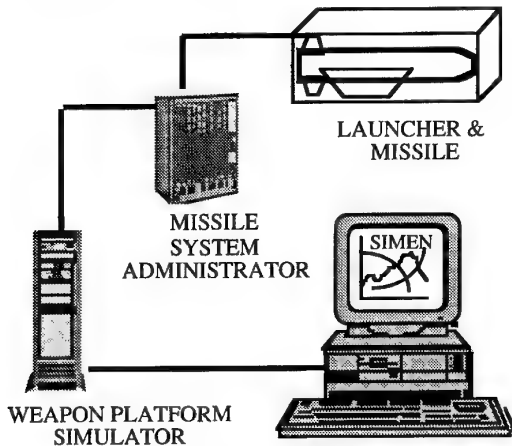 LAUNCHER &
MISSILE
MISSILE
SYSTEM
ADMINISTRATOR
SIMEN
WEAPON PLATFORM
SIMULATOR